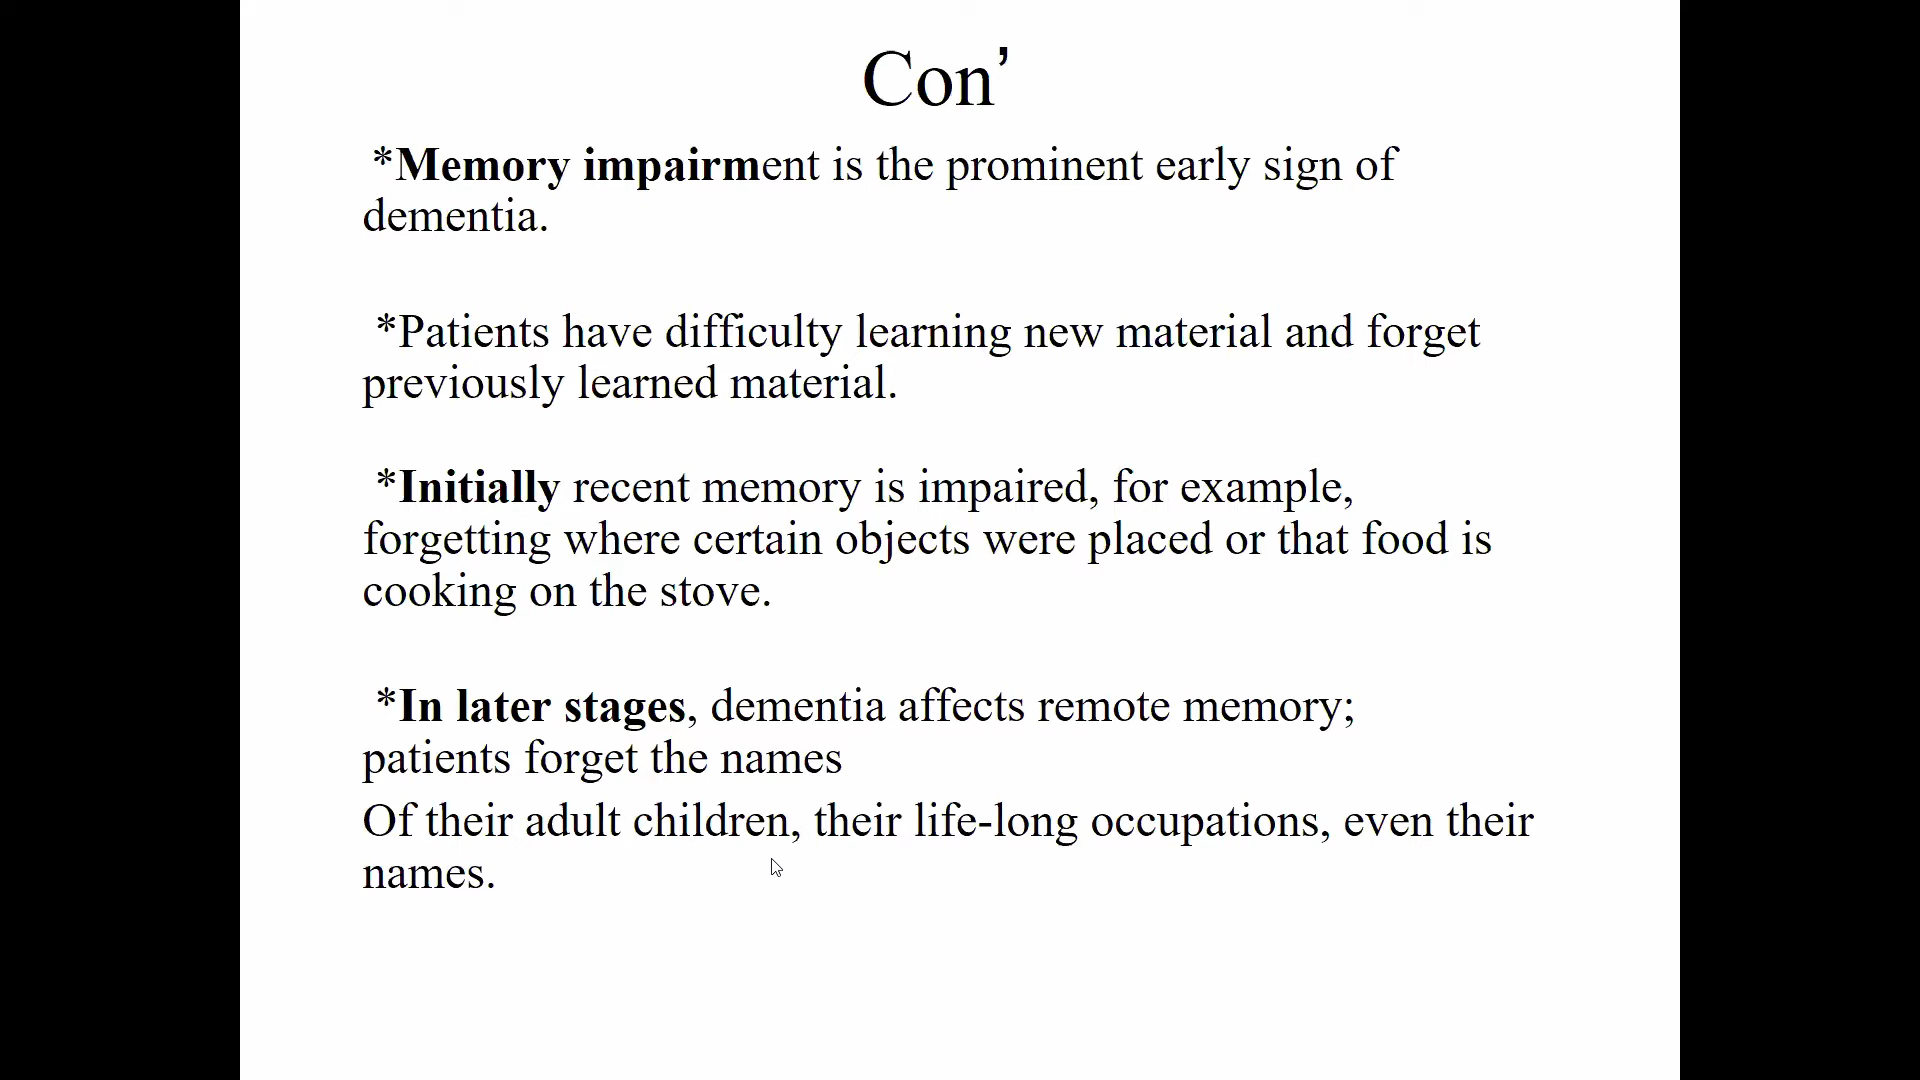 Con’
*Memory impairment is the prominent early sign of
dementia.
*Patients have difficulty learning new material and forget
previously learned material.
*Initially recent memory is impaired, for example,
forgetting where certain objects were placed or that food is
cooking on the stove.
*In later stages, dementia affects remote memory;
patients forget the names
Of their adult children, their life-long occupations, even their
names.